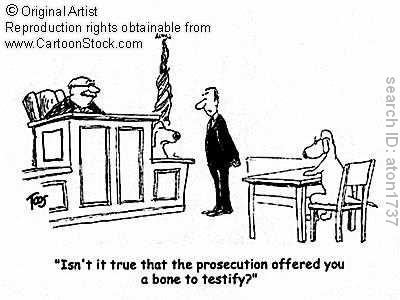 © Original Artist
Reproduction rights obtainable from
www.CartoonStock.com
search ID: aton1737
"Isn't it true that the prosecution offered you
a bone to testify?"